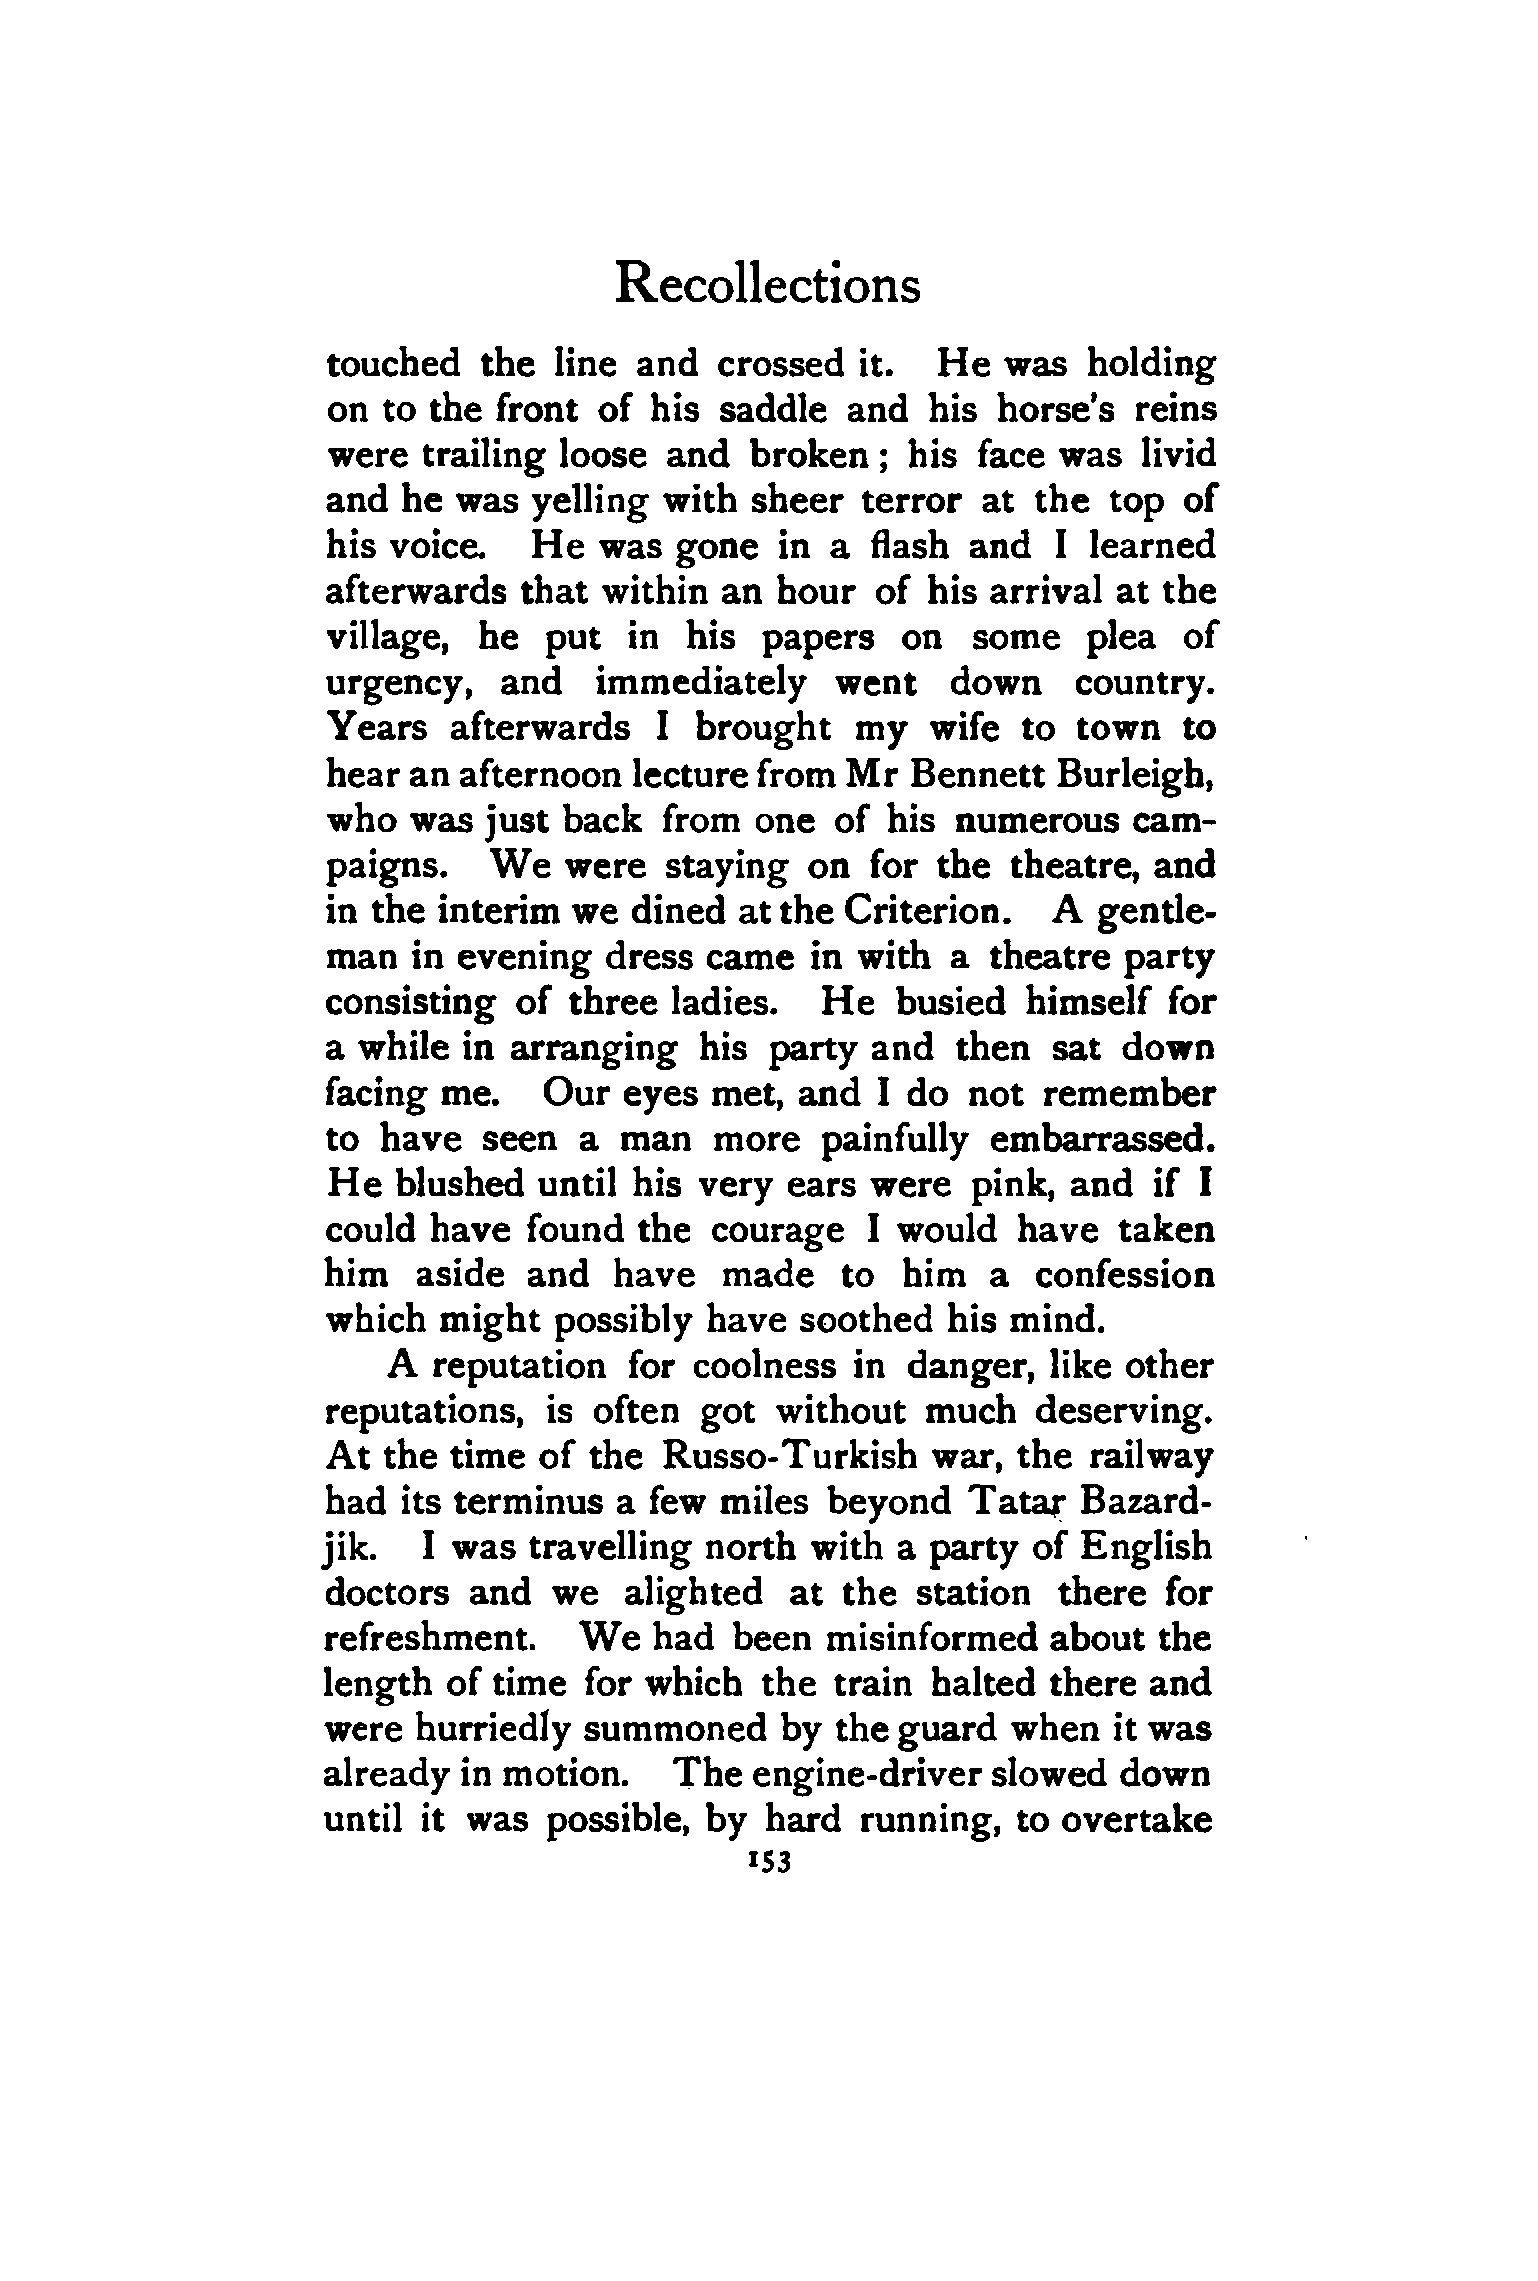 Recollections
touched the line and crossed it. He was holding
on to the front of his saddle and his horse's reins
were trailing loose and broken; his face was livid
and he was yelling with sheer terror at the top of
his voice. He was gone in a flash and I learned
afterwards that within an hour of his arrival at the
village, he put in his papers on some plea of
urgency, and immediately went down country.
Years afterwards I brought my wife to town to
hear an afternoon lecture from Mr Bennett Burleigh,
who was just back from one of his numerous cam-
paigns. We were staying on for the theatre, and
in the interim we dined at the Criterion. A gentle-
man in evening dress came in with a theatre party
consisting of three ladies. He busied himself for
a while in arranging his party and then sat down
facing me. Our eyes met, and I do not remember
to have seen a man more painfully embarrassed.
He blushed until his very ears were pink, and if I
could have found the courage I would have taken
him aside and have made to him a confession
which might possibly have soothed his mind.
A reputation for coolness in danger, like other
reputations, is often got without much deserving.
At the time of the Russo-Turkish war, the railway
had its terminus a few miles beyond Tatar Bazard-
jik. I was travelling north with a party of English
doctors and we alighted at the station there for
refreshment. We had been misinformed about the
length of time for which the train halted there and
were hurriedly summoned by the guard when it was
already in motion. The engine-driver slowed down
until it was possible, by hard running, to overtake
153